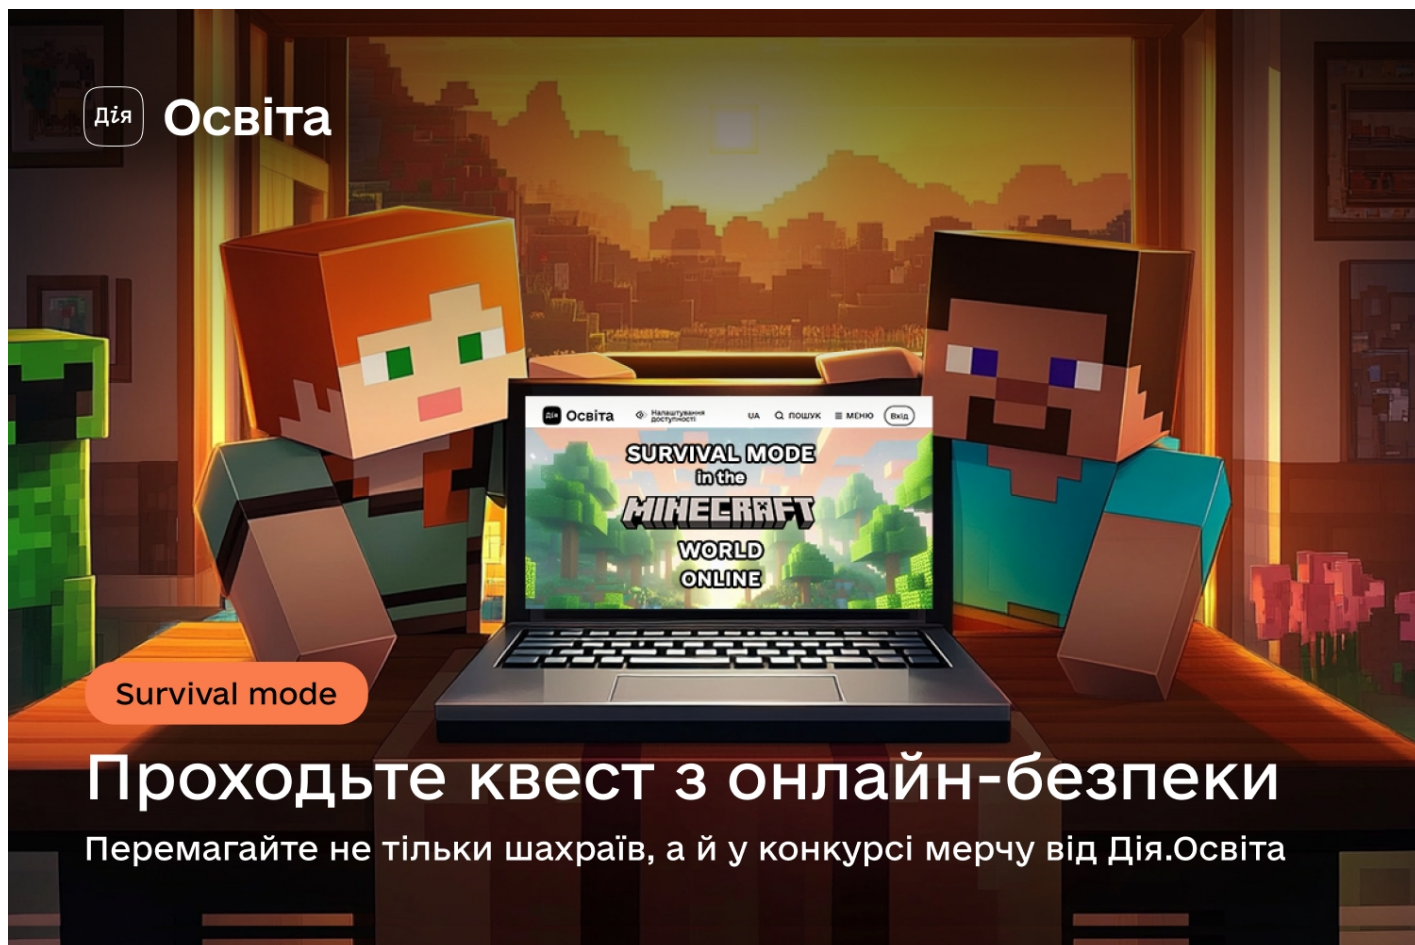 Дія Освіта
Дія Освіта
Налаштування
доступності
UA
ПОШУК
МЕНЮ
Вхід
SURVIVAL MODE
in the
MINECRAFT
WORLD
ONLINE
Survival mode
Проходьте квест з онлайн-безпеки
Перемагайте не тільки шахраїв, а й у конкурсі мерчу від Дія.Освіта